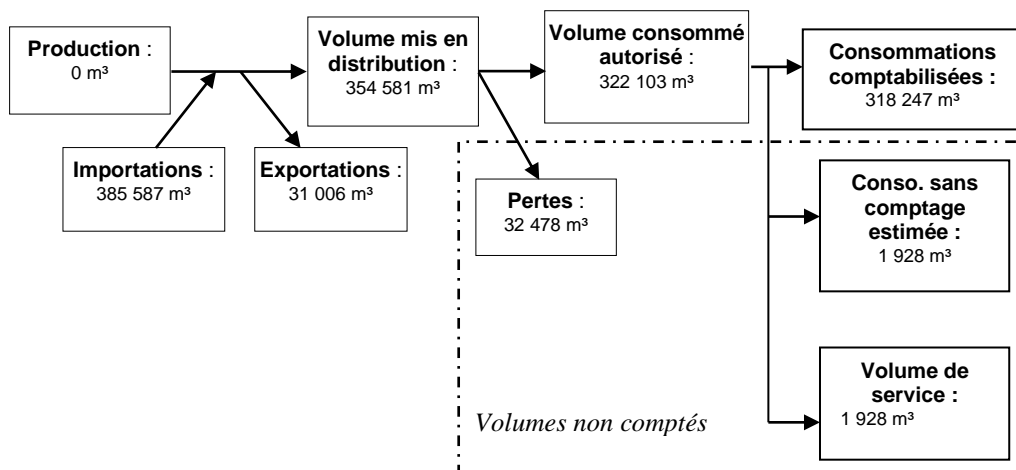 Production :
0 m³
Volume mis en
distribution :
354 581 m³
Volume consommé
autorisé :
322 103 m³
Consommations
comptabilisées :
318 247 m³
Importations :
385 587 m³
Exportations :
31 006 m³
Pertes :
32 478 m³
Conso. sans
comptage
estimée :
1 928 m³
Volume de
service :
1 928 m³
Volumes non comptés